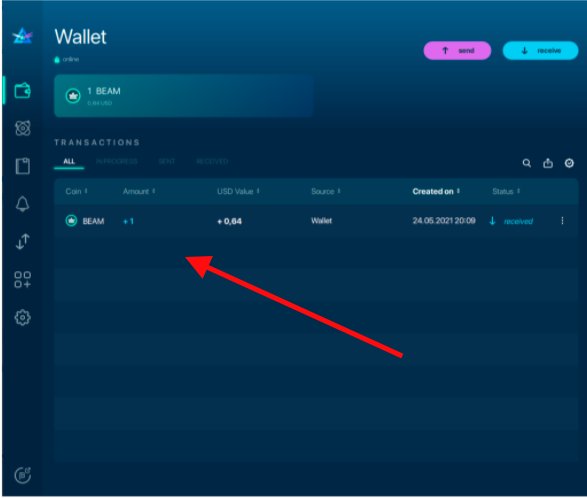 Wallet
↑ send
↓ receive
online
1 BEAM
0,64 USD
TRANSACTIONS
ALL IN PROGRESS SENT RECEIVED
Coin Amount USD Value Source Created on Status
BEAM + 1 + 0,64 Wallet 24.05.2021 20:09 ↓ received